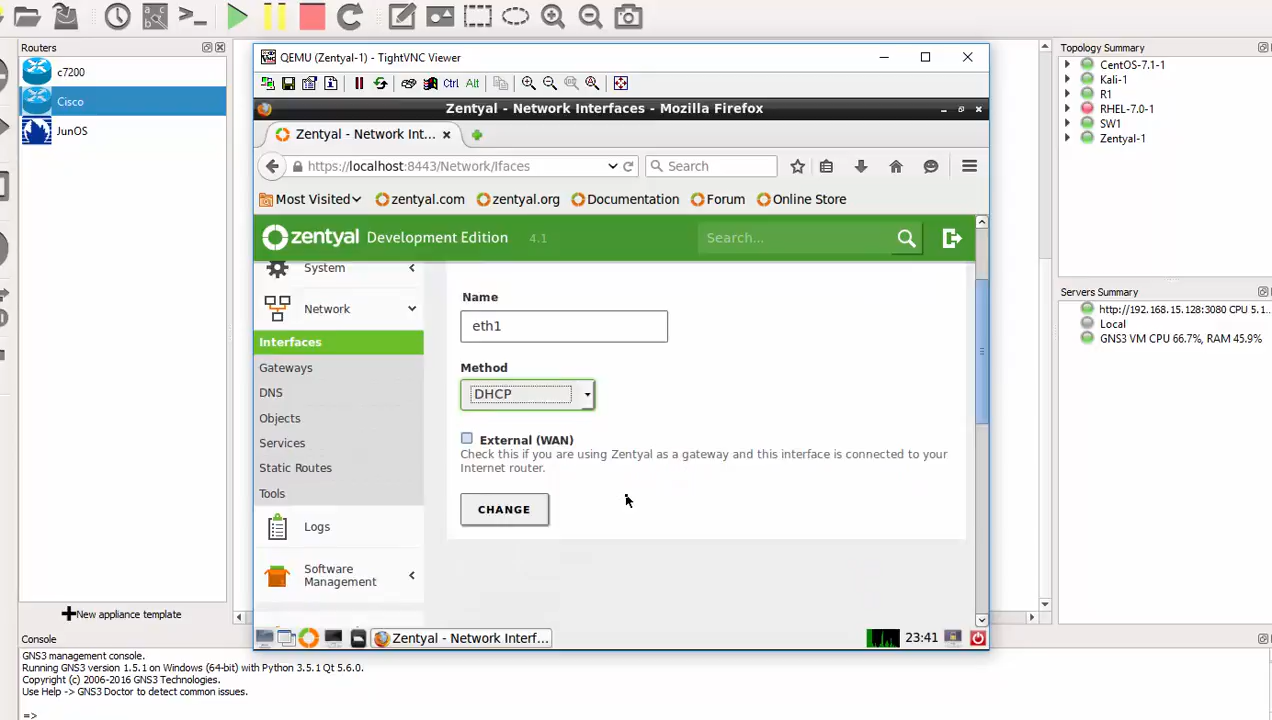 Routers
c7200
Cisco
JunOS
New appliance template
QEMU (Zentyal-1) - TightVNC Viewer
Ctrl Alt
Zentyal - Network Interfaces - Mozilla Firefox
Zentyal - Network Int...
https://localhost:8443/Network/Ifaces
Search
Most Visited
zentyal.com
zentyal.org
Documentation
Forum
Online Store
zentyal Development Edition 4.1
Search...
System
Network
Interfaces
Gateways
DNS
Objects
Services
Static Routes
Tools
Logs
Software
Management
Name
eth1
Method
DHCP
External (WAN)
Check this if you are using Zentyal as a gateway and this interface is connected to your
Internet router.
CHANGE
Zentyal - Network Interf...
23:41
Topology Summary
CentOS-7.1-1
Kali-1
R1
RHEL-7.0-1
SW1
Zentyal-1
Servers Summary
http://192.168.15.128:3080 CPU 5.1...
Local
GNS3 VM CPU 66.7%, RAM 45.9%
Console
GNS3 management console.
Running GNS3 version 1.5.1 on Windows (64-bit) with Python 3.5.1 Qt 5.6.0.
Copyright (c) 2006-2016 GNS3 Technologies.
Use Help -> GNS3 Doctor to detect common issues.
=>